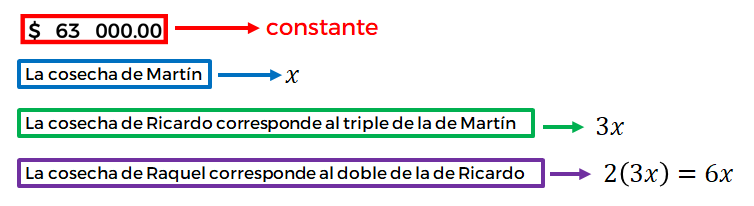 $ 63 000.00 constante
La cosecha de Martín x
La cosecha de Ricardo corresponde al triple de la de Martín 3x
La cosecha de Raquel corresponde al doble de la de Ricardo 2(3x) = 6x